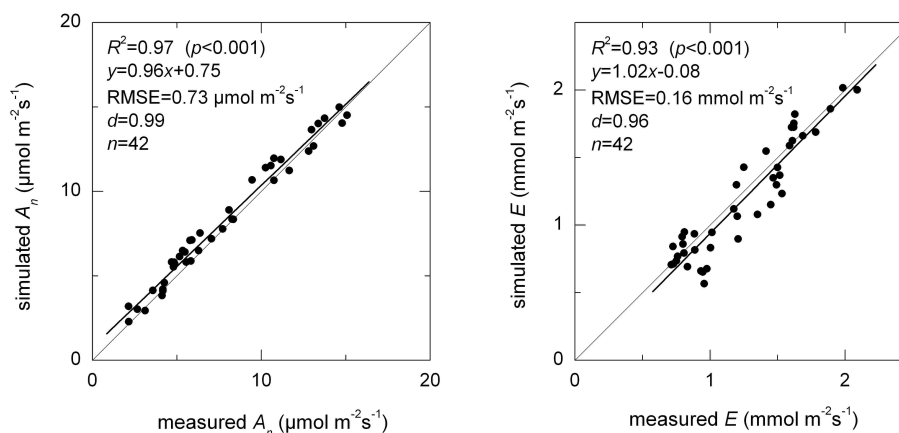 20
R²=0.97 (p<0.001)
y=0.96x+0.75
RMSE=0.73 µmol m⁻²s⁻¹
d=0.99
n=42
10
0
simulated Aₙ (µmol m⁻²s⁻¹)
0 10 20
measured Aₙ (µmol m⁻²s⁻¹)
R²=0.93 (p<0.001)
y=1.02x-0.08
RMSE=0.16 mmol m⁻²s⁻¹
d=0.96
n=42
2
1
0
simulated E (mmol m⁻²s⁻¹)
0 1 2
measured E (mmol m⁻²s⁻¹)